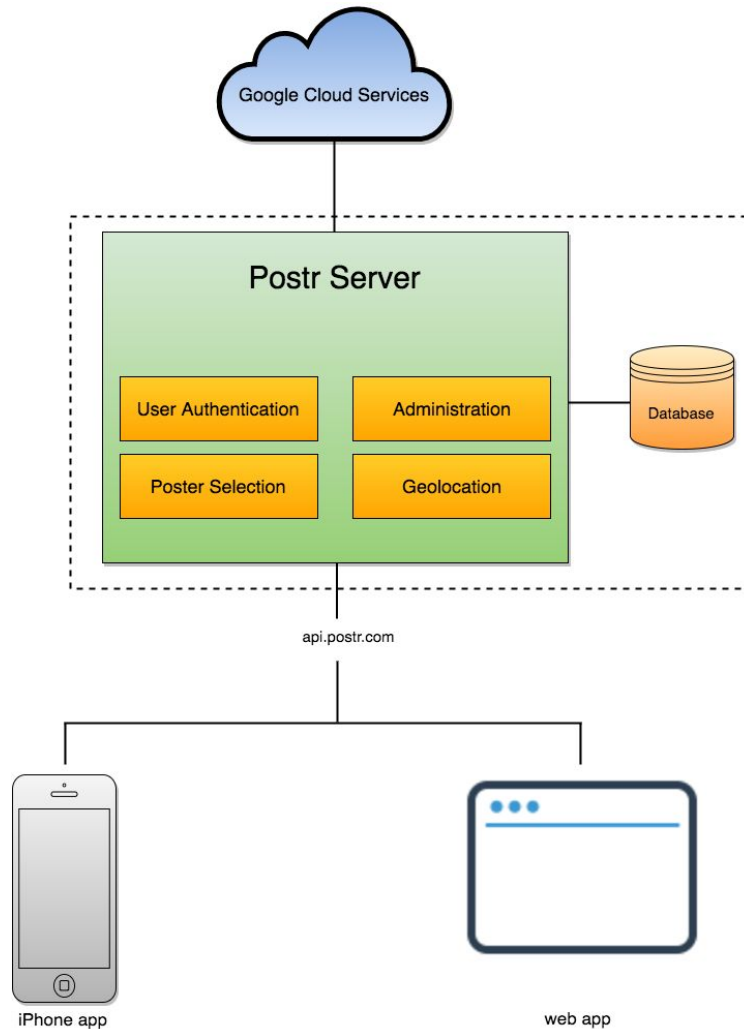 Google Cloud Services
Postr Server
User Authentication
Administration
Database
Poster Selection
Geolocation
api.postr.com
iPhone app
web app